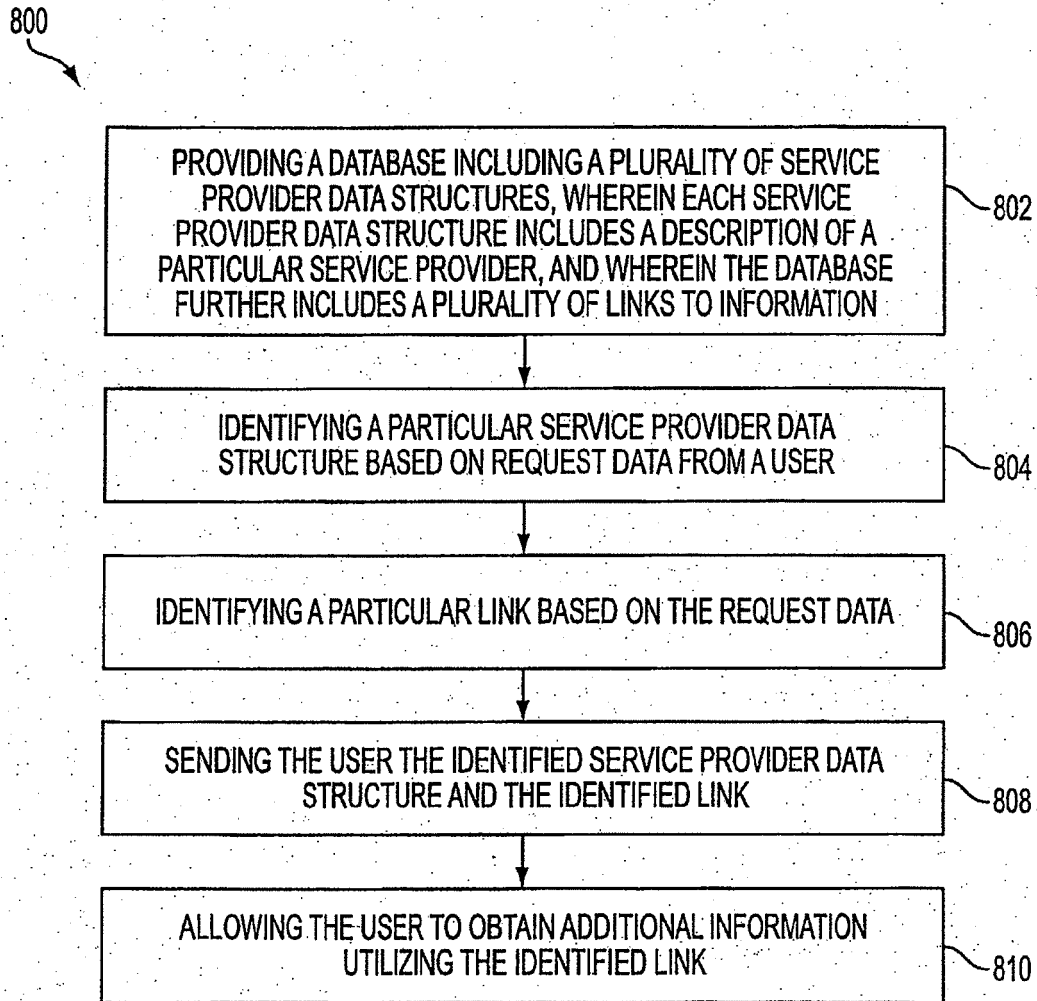 800
PROVIDING A DATABASE INCLUDING A PLURALITY OF SERVICE
PROVIDER DATA STRUCTURES, WHEREIN EACH SERVICE
PROVIDER DATA STRUCTURE INCLUDES A DESCRIPTION OF A
PARTICULAR SERVICE PROVIDER, AND WHEREIN THE DATABASE
FURTHER INCLUDES A PLURALITY OF LINKS TO INFORMATION
802
IDENTIFYING A PARTICULAR SERVICE PROVIDER DATA
STRUCTURE BASED ON REQUEST DATA FROM A USER
804
IDENTIFYING A PARTICULAR LINK BASED ON THE REQUEST DATA
806
SENDING THE USER THE IDENTIFIED SERVICE PROVIDER DATA
STRUCTURE AND THE IDENTIFIED LINK
808
ALLOWING THE USER TO OBTAIN ADDITIONAL INFORMATION
UTILIZING THE IDENTIFIED LINK
810